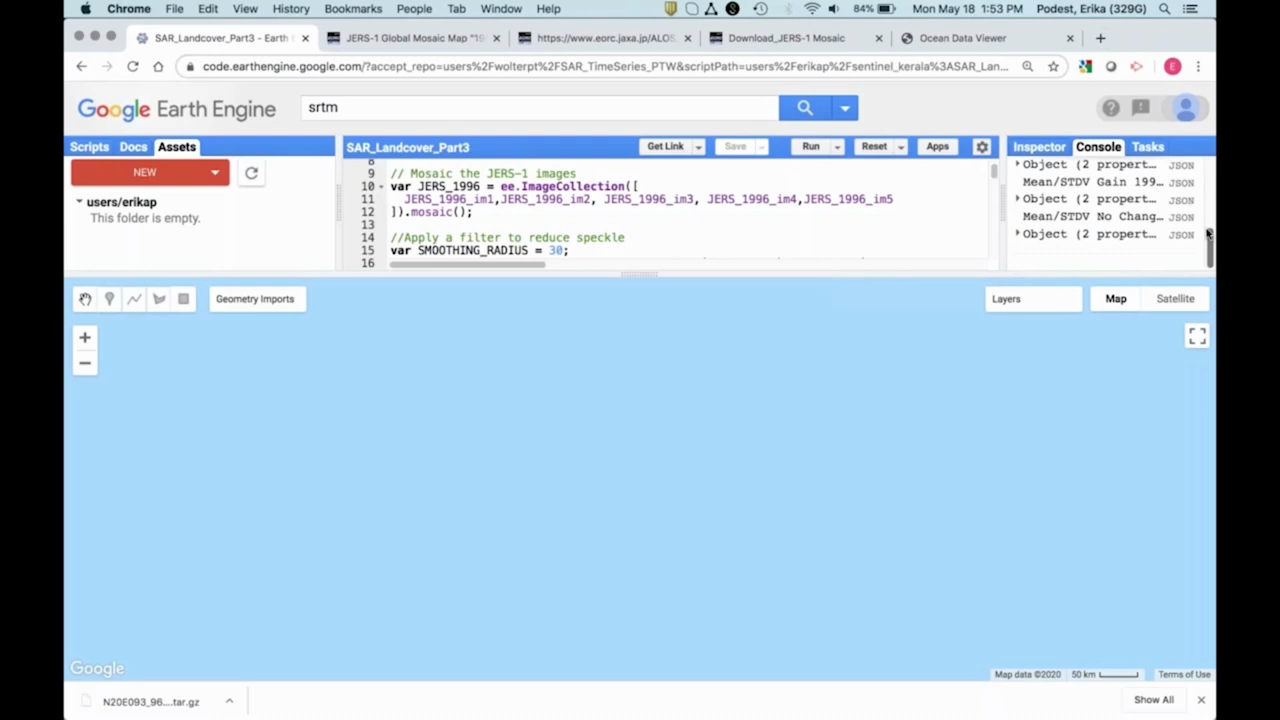 Chrome File Edit View History Bookmarks People Tab Window Help 84% Mon May 18 1:53 PM Podest, Erika (329G)
SAR_Landcover_Part3 - Earth JERS-1 Global Mosaic Map "19 https://www.eorc.jaxa.jp/ALOS Download_JERS-1 Mosaic Ocean Data Viewer
code.earthengine.google.com/?accept_repo=users%2Fwolterpt%2FSAR_TimeSeries_PTW&scriptPath=users%2Ferikap%2Fsentinel_kerala%3ASAR_Lan... E
Google Earth Engine srtm
Scripts Docs Assets SAR_Landcover_Part3 Get Link Save Run Reset Apps Inspector Console Tasks
NEW
users/erikap
This folder is empty.
8
9 // Mosaic the JERS-1 images
10 var JERS_1996 = ee.ImageCollection([
11 JERS_1996_im1,JERS_1996_im2, JERS_1996_im3, JERS_1996_im4,JERS_1996_im5
12 ]).mosaic();
13
14 //Apply a filter to reduce speckle
15 var SMOOTHING_RADIUS = 30;
16
Object (2 propert... JSON
Mean/STDV Gain 199... JSON
Object (2 propert... JSON
Mean/STDV No Chang... JSON
Object (2 propert... JSON
Geometry Imports Layers Map Satellite
+
−
Google Map data ©2020 50 km Terms of Use
N20E093_96....tar.gz Show All